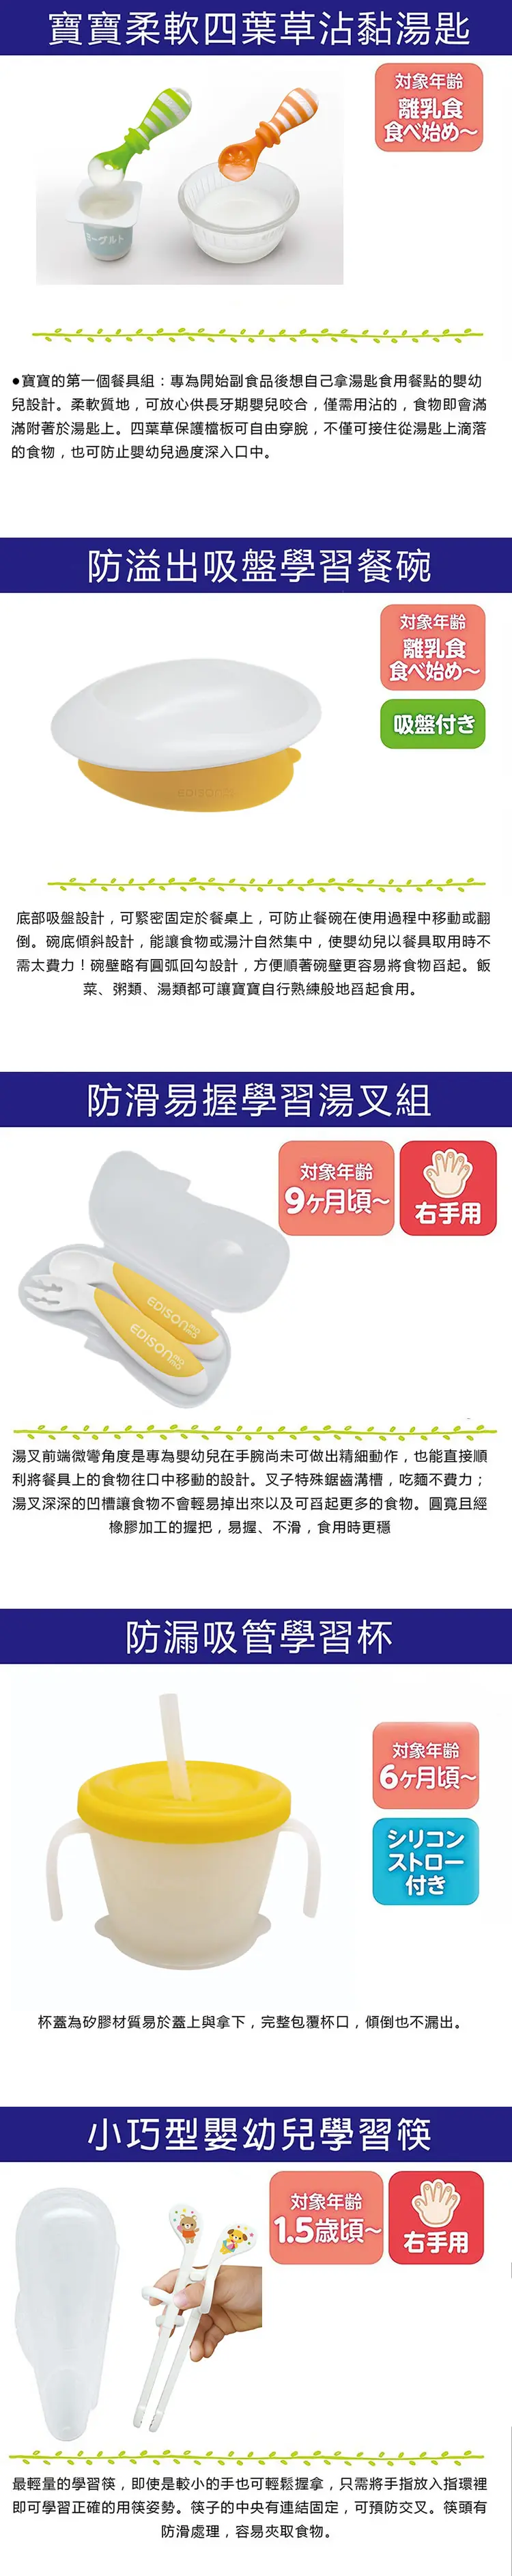 寶寶柔軟四葉草沾黏湯匙
対象年齢
離乳食
食べ始め～
ヨーグルト
●寶寶的第一個餐具組：專為開始副食品後想自己拿湯匙食用餐點的嬰幼
兒設計。柔軟質地，可放心供長牙期嬰兒咬合，僅需用沾的，食物即會滿
滿附著於湯匙上。四葉草保護檔板可自由穿脫，不僅可接住從湯匙上滴落
的食物，也可防止嬰幼兒過度深入口中。
防溢出吸盤學習餐碗
対象年齢
離乳食
食べ始め～
吸盤付き
EDISON
底部吸盤設計，可緊密固定於餐桌上，可防止餐碗在使用過程中移動或翻
倒。碗底傾斜設計，能讓食物或湯汁自然集中，使嬰幼兒以餐具取用時不
需太費力！碗壁略有圓弧回勾設計，方便順著碗壁更容易將食物舀起。飯
菜、粥類、湯類都可讓寶寶自行熟練般地舀起食用。
防滑易握學習湯叉組
対象年齢
9ヶ月頃～
右手用
EDISON mama
EDISON mama
湯叉前端微彎角度是專為嬰幼兒在手腕尚未可做出精細動作，也能直接順
利將餐具上的食物往口中移動的設計。叉子特殊鋸齒溝槽，吃麵不費力；
湯叉深深的凹槽讓食物不會輕易掉出來以及可舀起更多的食物。圓寬且經
橡膠加工的握把，易握、不滑，食用時更穩
防漏吸管學習杯
対象年齢
6ヶ月頃～
シリコン
ストロー
付き
杯蓋為矽膠材質易於蓋上與拿下，完整包覆杯口，傾倒也不漏出。
小巧型嬰幼兒學習筷
対象年齢
1.5歳頃～
右手用
最輕量的學習筷，即使是較小的手也可輕鬆握拿，只需將手指放入指環裡
即可學習正確的用筷姿勢。筷子的中央有連結固定，可預防交叉。筷頭有
防滑處理，容易夾取食物。